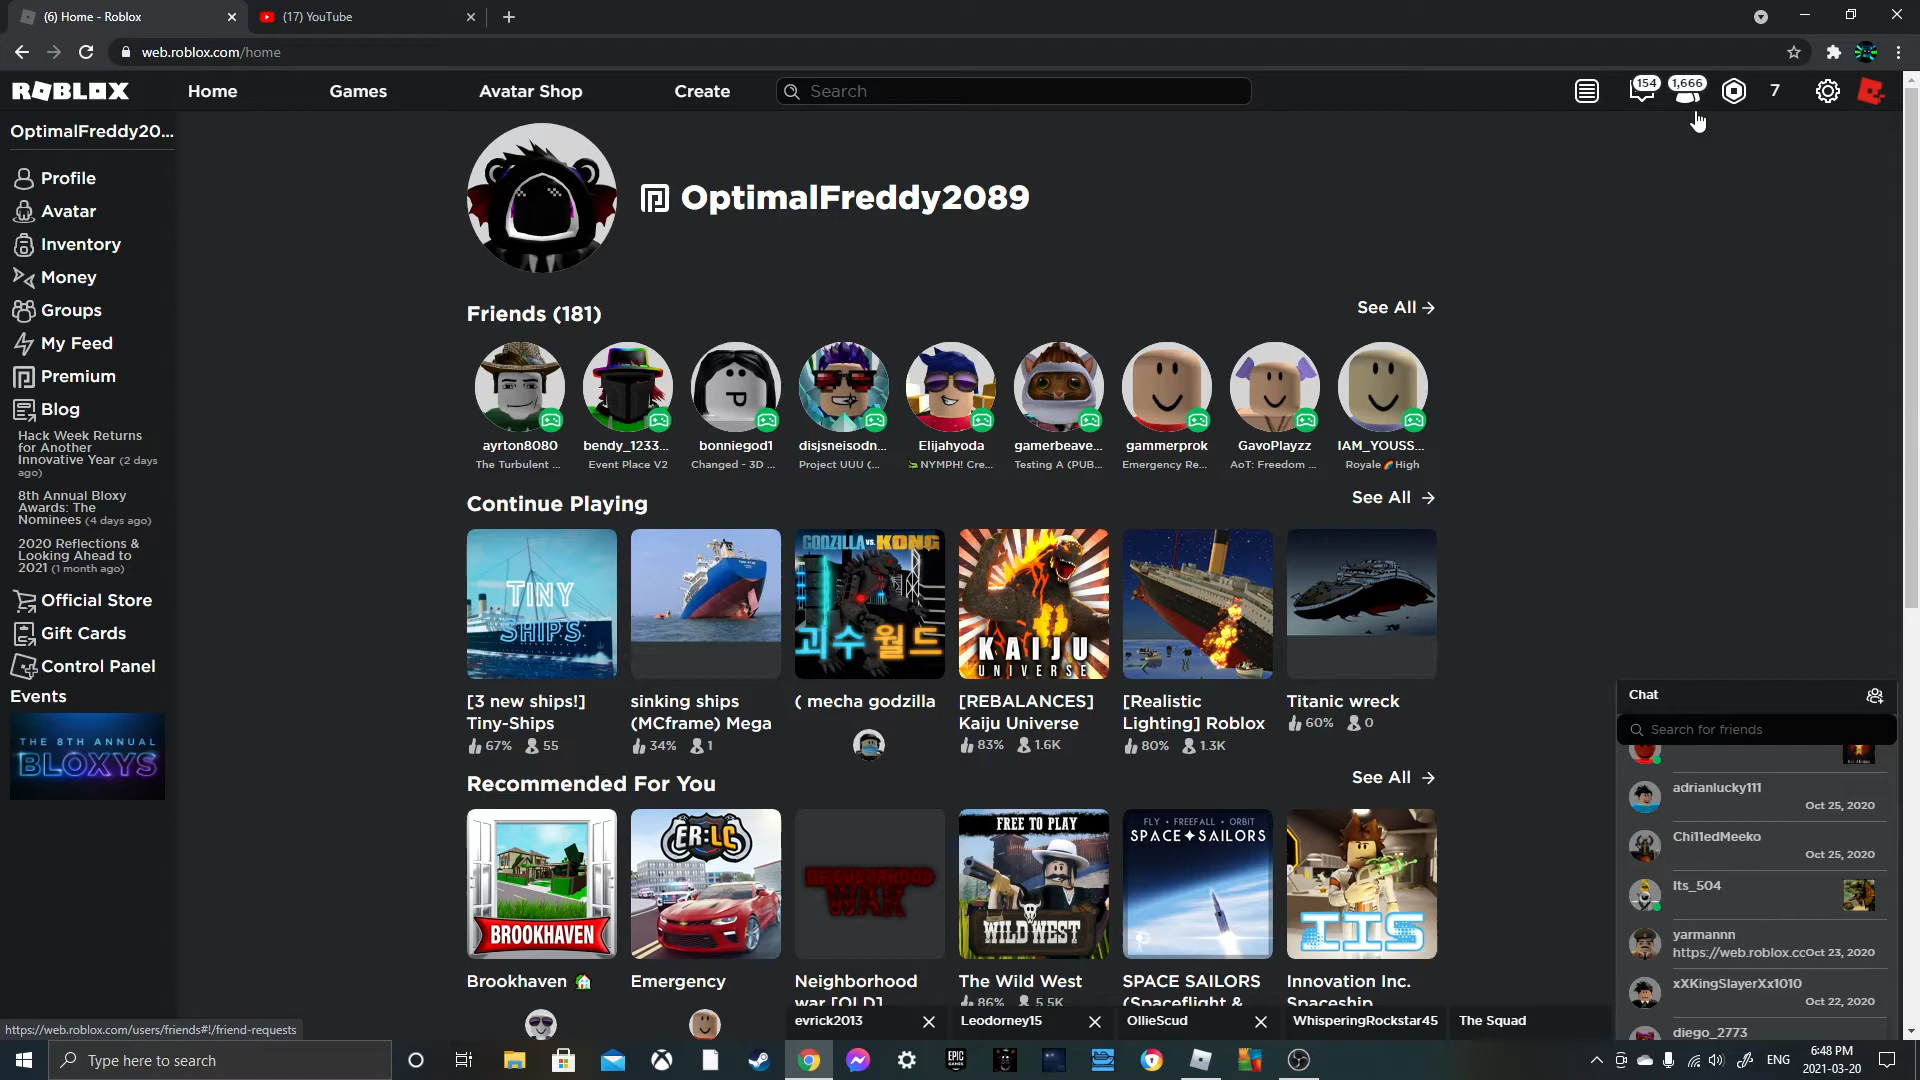 (6) Home - Roblox
(17) YouTube
web.roblox.com/home
ROBLOX
Home
Games
Avatar Shop
Create
Search
154
1,666
7
OptimalFreddy20...
Profile
Avatar
Inventory
Money
Groups
My Feed
Premium
Blog
Hack Week Returns
for Another
Innovative Year (2 days
ago)
8th Annual Bloxy
Awards: The
Nominees (4 days ago)
2020 Reflections &
Looking Ahead to
2021 (1 month ago)
Official Store
Gift Cards
Control Panel
Events
THE 8TH ANNUAL
BLOXYS
OptimalFreddy2089
Friends (181)
See All →
ayrton8080
The Turbulent ...
bendy_1233...
Event Place V2
bonniegod1
Changed - 3D ...
disjsneisodn...
Project UUU (...
Elijahyoda
NYMPH! Cre...
gamerbeave...
Testing A (PUB...
gammerprok
Emergency Re...
GavoPlayzz
AoT: Freedom ...
IAM_YOUSS...
Royale🌈High
Continue Playing
See All →
TINY
SHIPS
[3 new ships!]
Tiny-Ships
67% 55
sinking ships
(MCframe) Mega
34% 1
GODZILLA VS. KONG
괴수 월드
( mecha godzilla
KAIJU
UNIVERSE
[REBALANCES]
Kaiju Universe
83% 1.6K
[Realistic
Lighting] Roblox
80% 1.3K
Titanic wreck
60% 0
Recommended For You
See All →
BROOKHAVEN
Brookhaven 🏡
ER:LC
Emergency
NEIGHBORHOOD
WAR
Neighborhood
war [OLD]
FREE TO PLAY
WILD WEST
The Wild West
86% 5.5K
FLY • FREEFALL • ORBIT
SPACE SAILORS
SPACE SAILORS
(Spaceflight &
IIS
Innovation Inc.
Spaceship
Chat
Search for friends
adrianlucky111
Oct 25, 2020
Chi11edMeeko
Oct 25, 2020
Its_504
yarmannn
https://web.roblox.cc Oct 23, 2020
xXKingSlayerXx1010
Oct 22, 2020
diego_2773
evrick2013
Leodorney15
OllieScud
WhisperingRockstar45
The Squad
https://web.roblox.com/users/friends#!/friend-requests
Type here to search
EPIC
GAMES
ENG
6:48 PM
2021-03-20